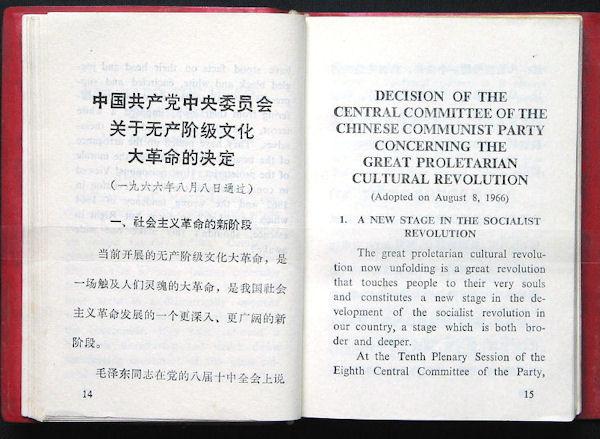 中国共产党中央委员会
关于无产阶级文化
大革命的决定
(一九六六年八月八日通过)
一、社会主义革命的新阶段
当前开展的无产阶级文化大革命，是
一场触及人们灵魂的大革命，是我国社会
主义革命发展的一个更深入、更广阔的新
阶段。
毛泽东同志在党的八届十中全会上说
14
DECISION OF THE
CENTRAL COMMITTEE OF THE
CHINESE COMMUNIST PARTY
CONCERNING THE
GREAT PROLETARIAN
CULTURAL REVOLUTION
(Adopted on August 8, 1966)
1. A NEW STAGE IN THE SOCIALIST
REVOLUTION
The great proletarian cultural revolu-
tion now unfolding is a great revolution
that touches people to their very souls
and constitutes a new stage in the de-
velopment of the socialist revolution in
our country, a stage which is both bro-
der and deeper.
At the Tenth Plenary Session of the
Eighth Central Committee of the Party,
15